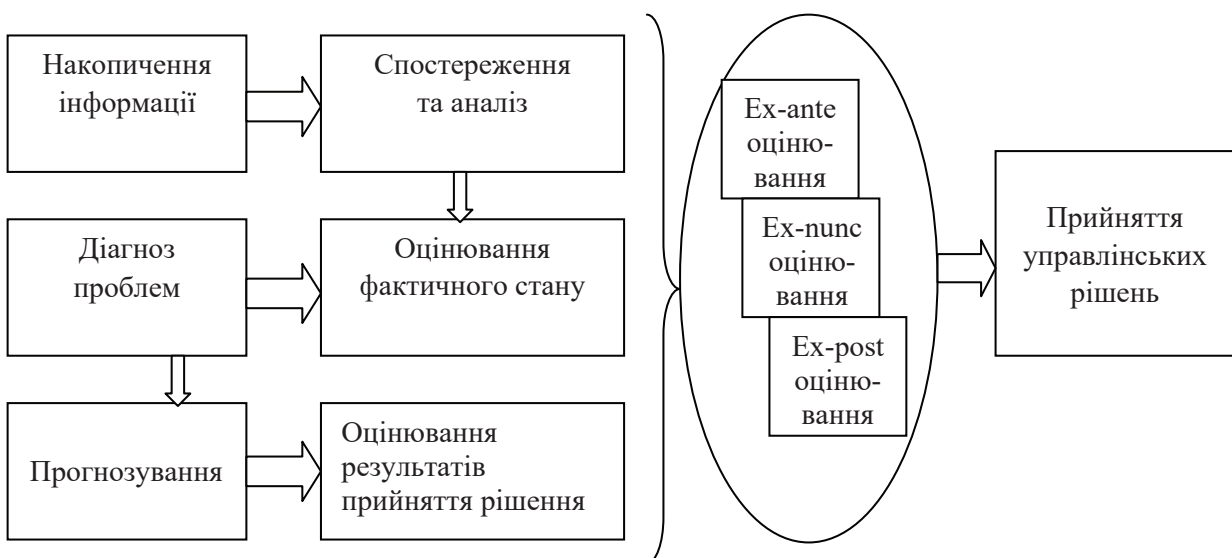 Накопичення
інформації
Спостереження
та аналіз
Діагноз
проблем
Оцінювання
фактичного стану
Прогнозування
Оцінювання
результатів
прийняття рішення
Ex-ante
оціню-
вання
Ex-nunc
оціню-
вання
Ex-post
оціню-
вання
Прийняття
управлінських
рішень